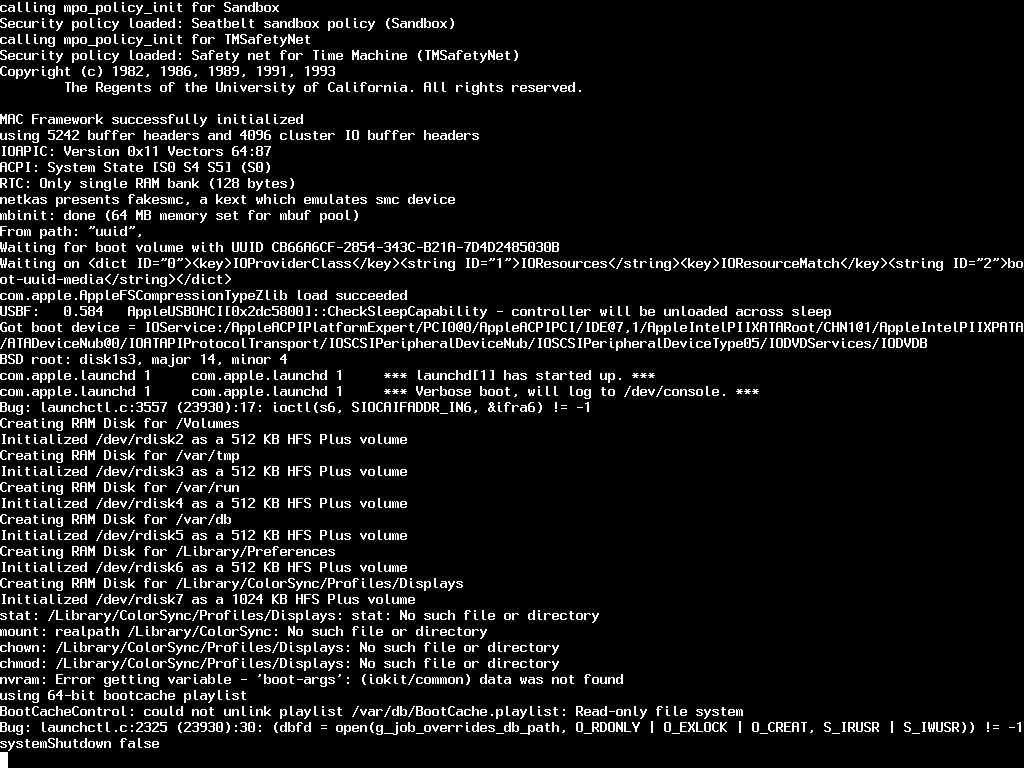 calling mpo_policy_init for Sandbox
Security policy loaded: Seatbelt sandbox policy (Sandbox)
calling mpo_policy_init for TMSafetyNet
Security policy loaded: Safety net for Time Machine (TMSafetyNet)
Copyright (c) 1982, 1986, 1989, 1991, 1993
        The Regents of the University of California. All rights reserved.

MAC Framework successfully initialized
using 5242 buffer headers and 4096 cluster IO buffer headers
IOAPIC: Version 0x11 Vectors 64:87
ACPI: System State [S0 S4 S5] (S0)
RTC: Only single RAM bank (128 bytes)
netkas presents fakesmc, a kext which emulates smc device
mbinit: done (64 MB memory set for mbuf pool)
From path: "uuid",
Waiting for boot volume with UUID CB66A6CF-2854-343C-B21A-7D4D2485030B
Waiting on <dict ID="0"><key>IOProviderClass</key><string ID="1">IOResources</string><key>IOResourceMatch</key><string ID="2">bo
ot-uuid-media</string></dict>
com.apple.AppleFSCompressionTypeZlib load succeeded
USBF:   0.584   AppleUSBOHCI[0x2dc5800]::CheckSleepCapability - controller will be unloaded across sleep
Got boot device = IOService:/AppleACPIPlatformExpert/PCI0@0/AppleACPIPCI/IDE@7,1/AppleIntelPIIXATARoot/CHN1@1/AppleIntelPIIXPATA
/ATADeviceNub@0/IOATAPIProtocolTransport/IOSCSIPeripheralDeviceNub/IOSCSIPeripheralDeviceType05/IODVDServices/IODVDB
BSD root: disk1s3, major 14, minor 4
com.apple.launchd 1     com.apple.launchd 1     *** launchd[1] has started up. ***
com.apple.launchd 1     com.apple.launchd 1     *** Verbose boot, will log to /dev/console. ***
Bug: launchctl.c:3557 (23930):17: ioctl(s6, SIOCAIFADDR_IN6, &ifra6) != -1
Creating RAM Disk for /Volumes
Initialized /dev/rdisk2 as a 512 KB HFS Plus volume
Creating RAM Disk for /var/tmp
Initialized /dev/rdisk3 as a 512 KB HFS Plus volume
Creating RAM Disk for /var/run
Initialized /dev/rdisk4 as a 512 KB HFS Plus volume
Creating RAM Disk for /var/db
Initialized /dev/rdisk5 as a 512 KB HFS Plus volume
Creating RAM Disk for /Library/Preferences
Initialized /dev/rdisk6 as a 512 KB HFS Plus volume
Creating RAM Disk for /Library/ColorSync/Profiles/Displays
Initialized /dev/rdisk7 as a 1024 KB HFS Plus volume
stat: /Library/ColorSync/Profiles/Displays: stat: No such file or directory
mount: realpath /Library/ColorSync: No such file or directory
chown: /Library/ColorSync/Profiles/Displays: No such file or directory
chmod: /Library/ColorSync/Profiles/Displays: No such file or directory
nvram: Error getting variable - 'boot-args': (iokit/common) data was not found
using 64-bit bootcache playlist
BootCacheControl: could not unlink playlist /var/db/BootCache.playlist: Read-only file system
Bug: launchctl.c:2325 (23930):30: (dbfd = open(g_job_overrides_db_path, O_RDONLY | O_EXLOCK | O_CREAT, S_IRUSR | S_IWUSR)) != -1
systemShutdown false